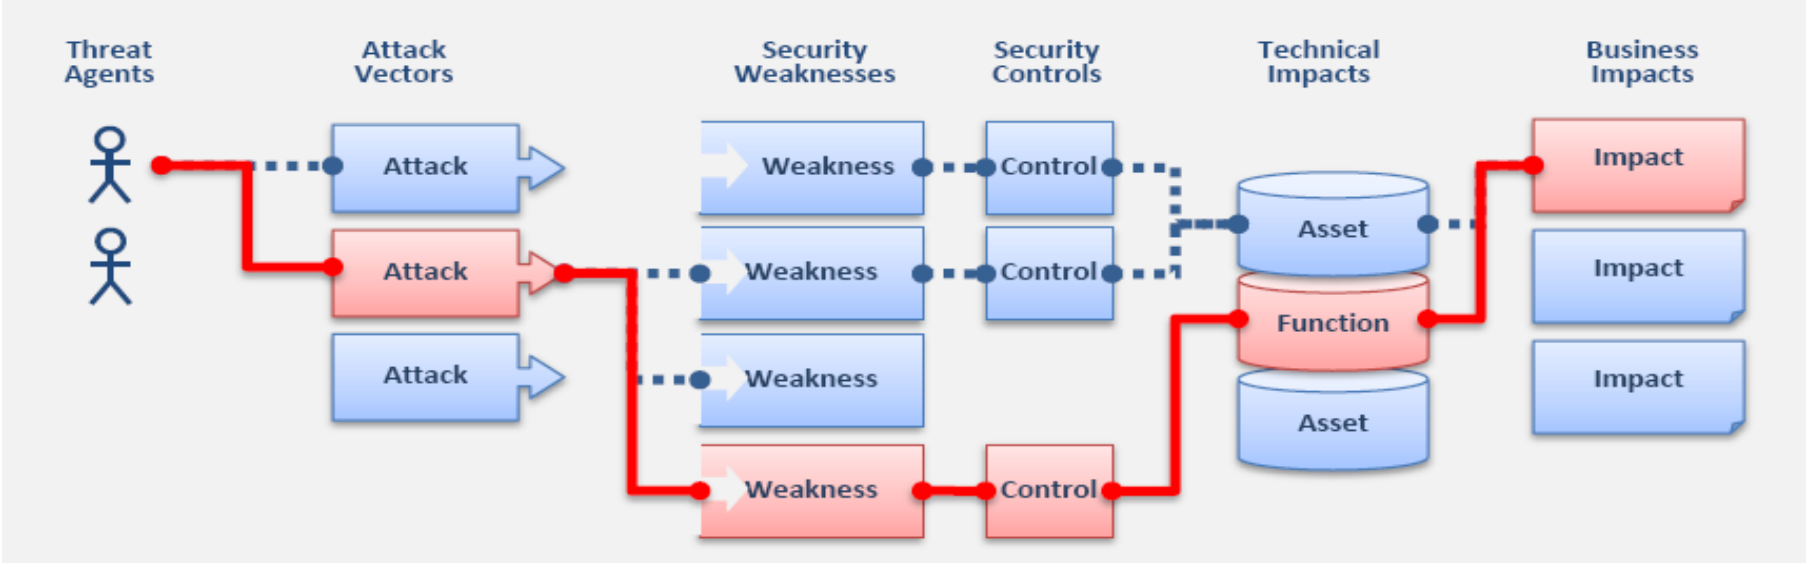 Threat
Agents
Attack
Vectors
Security
Weaknesses
Security
Controls
Technical
Impacts
Business
Impacts
Attack
Weakness
Control
Impact
Asset
Attack
Weakness
Control
Impact
Function
Attack
Weakness
Impact
Asset
Weakness
Control